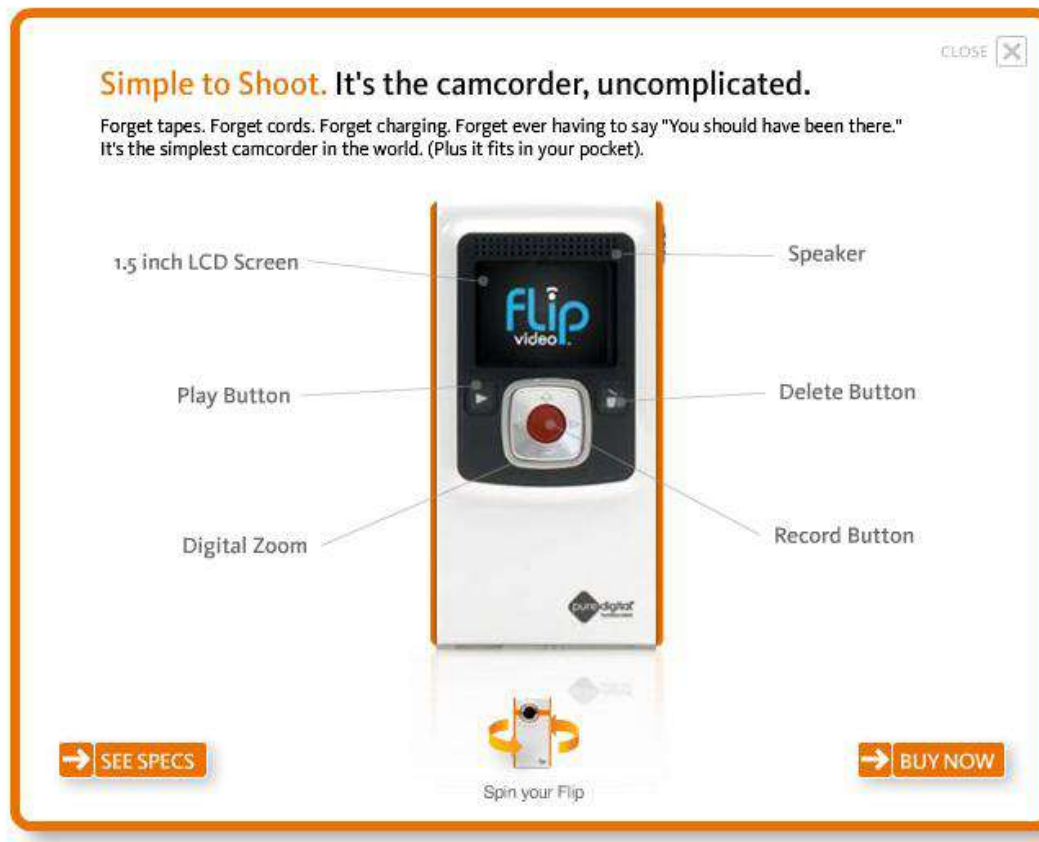 CLOSE
Simple to Shoot. It's the camcorder, uncomplicated.
Forget tapes. Forget cords. Forget charging. Forget ever having to say "You should have been there."
It's the simplest camcorder in the world. (Plus it fits in your pocket).
1.5 inch LCD Screen
Speaker
flip
video
Play Button
Delete Button
Digital Zoom
Record Button
pure digital
SEE SPECS
BUY NOW
Spin your Flip